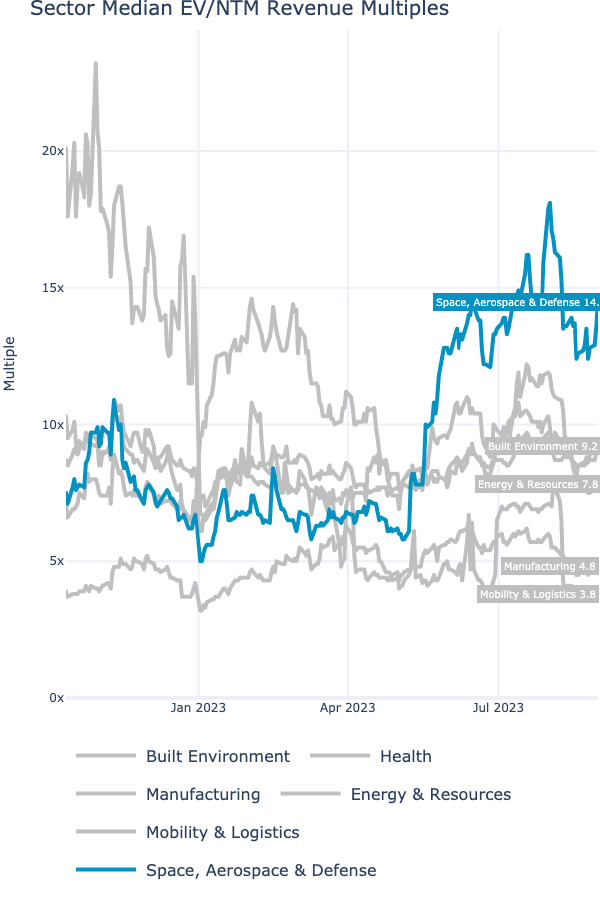 Sector Median EV/NTM Revenue Multiples
20x
15x
10x
5x
0x
Multiple
Space, Aerospace & Defense 14.
Built Environment 9.2
Energy & Resources 7.8
Manufacturing 4.8
Mobility & Logistics 3.8
Jan 2023 Apr 2023 Jul 2023
Built Environment Health
Manufacturing Energy & Resources
Mobility & Logistics
Space, Aerospace & Defense